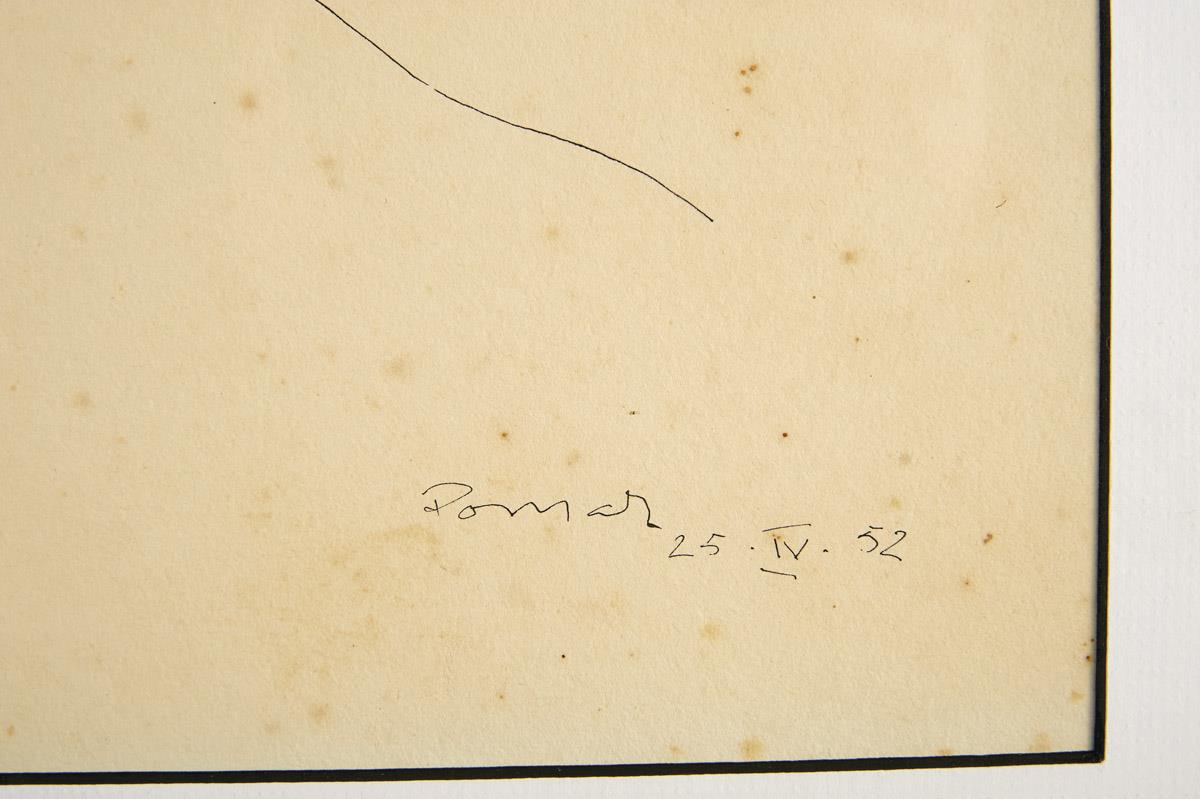 Pomar
25 . IV . 52